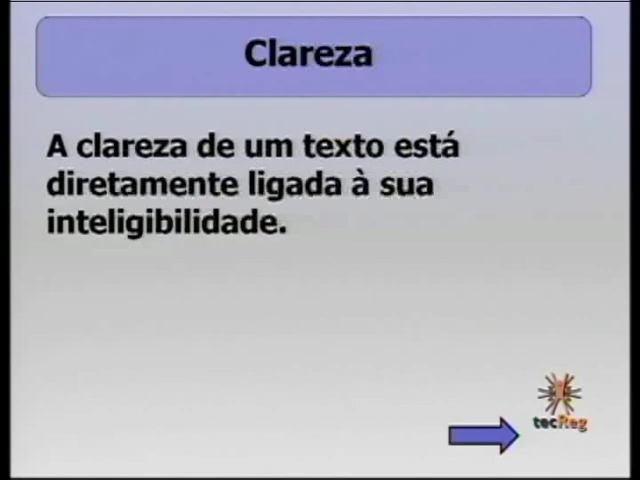 Clareza
A clareza de um texto está
diretamente ligada à sua
inteligibilidade.
tecReg